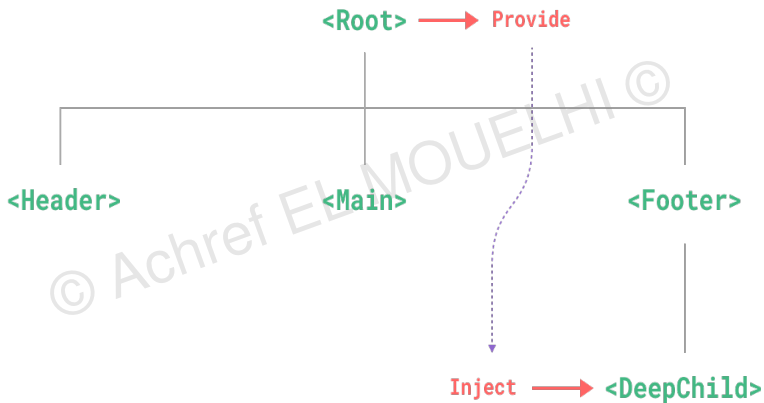 <Root> Provide
© Achref EL MOUELHI ©
<Header> <Main> <Footer>
Inject <DeepChild>